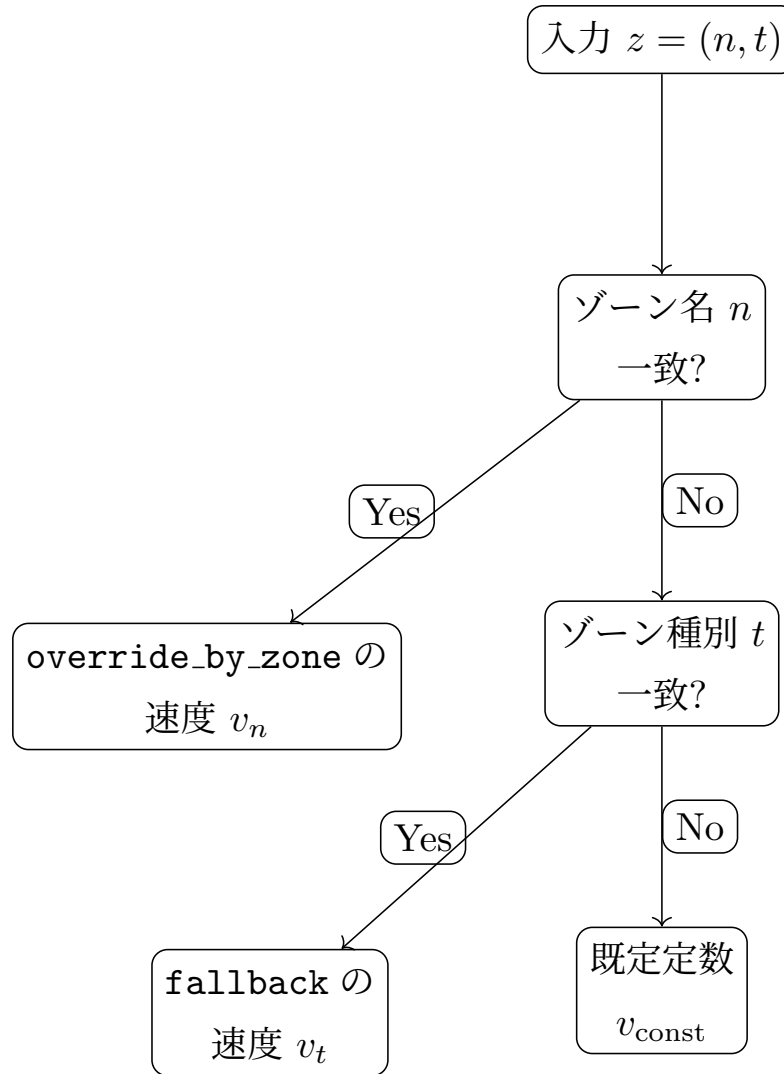 入力 z = (n, t)
ゾーン名 n
一致?
Yes
No
override_by_zone の
速度 v_n
ゾーン種別 t
一致?
Yes
No
fallback の
速度 v_t
既定定数
v_const